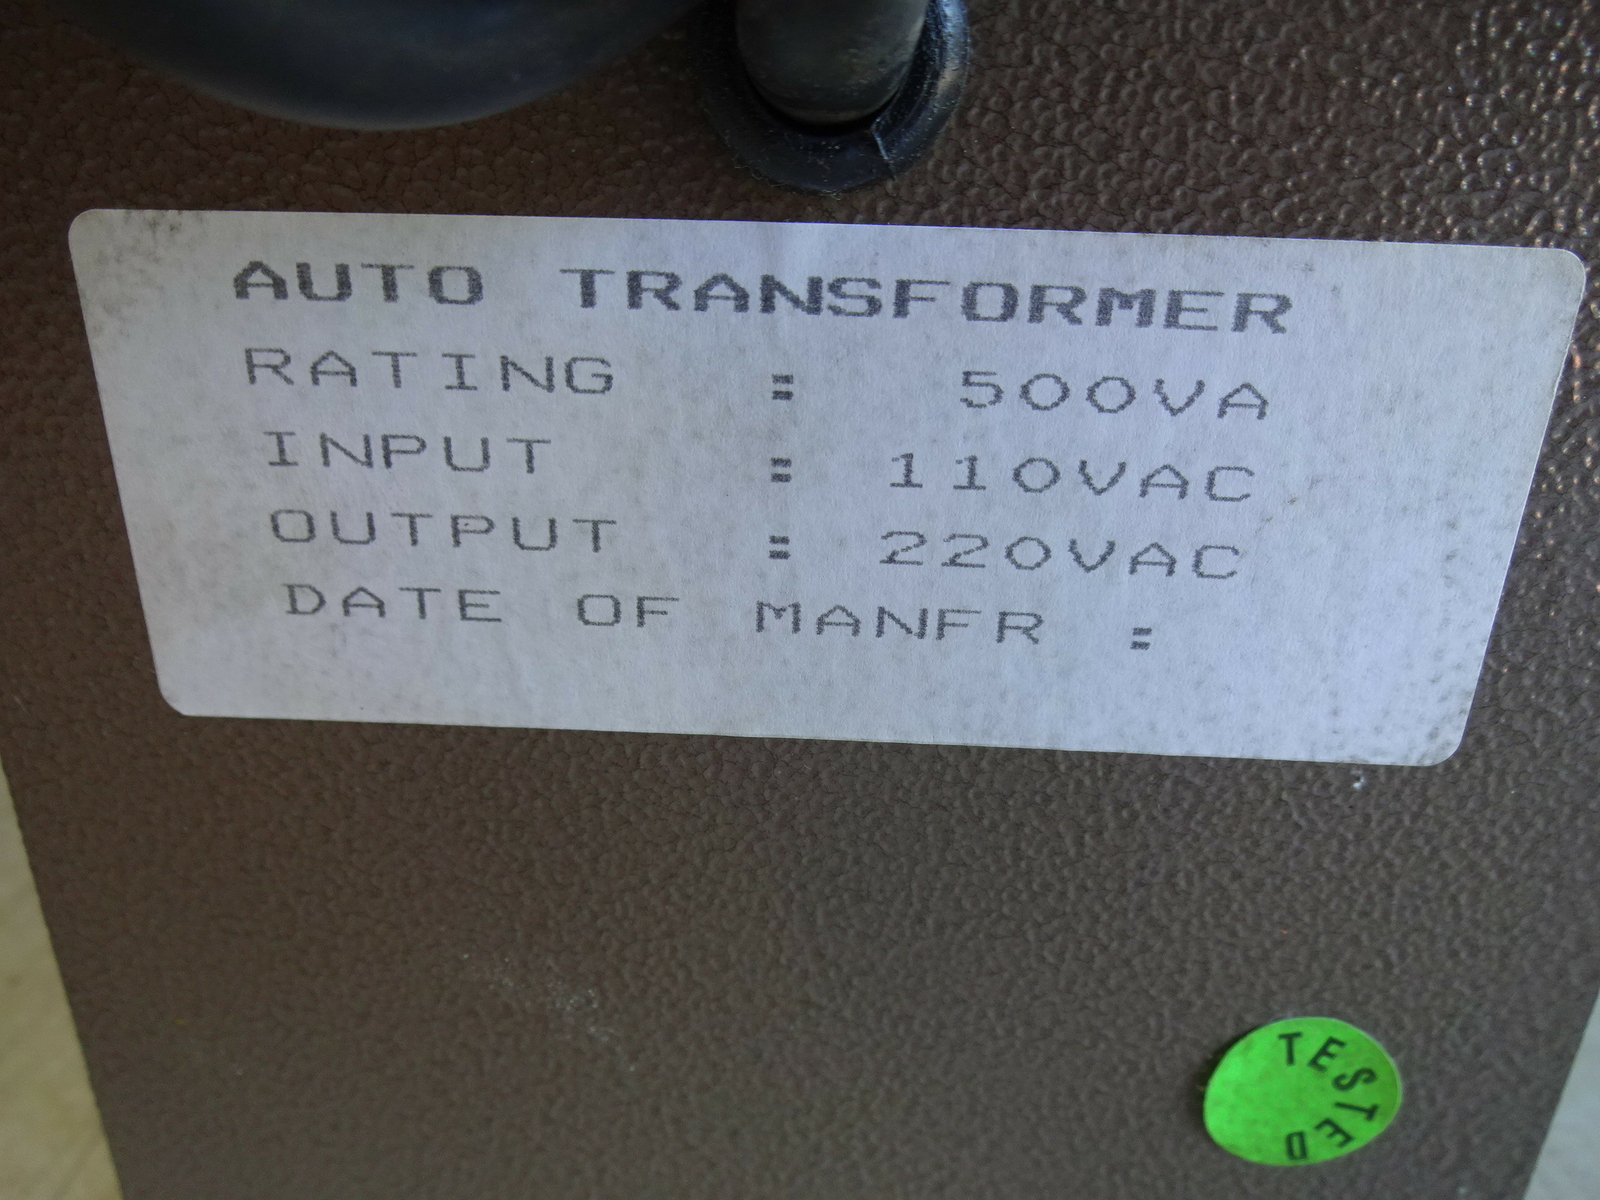 AUTO TRANSFORMER
RATING : 500VA
INPUT : 110VAC
OUTPUT : 220VAC
DATE OF MANFR :
TESTED